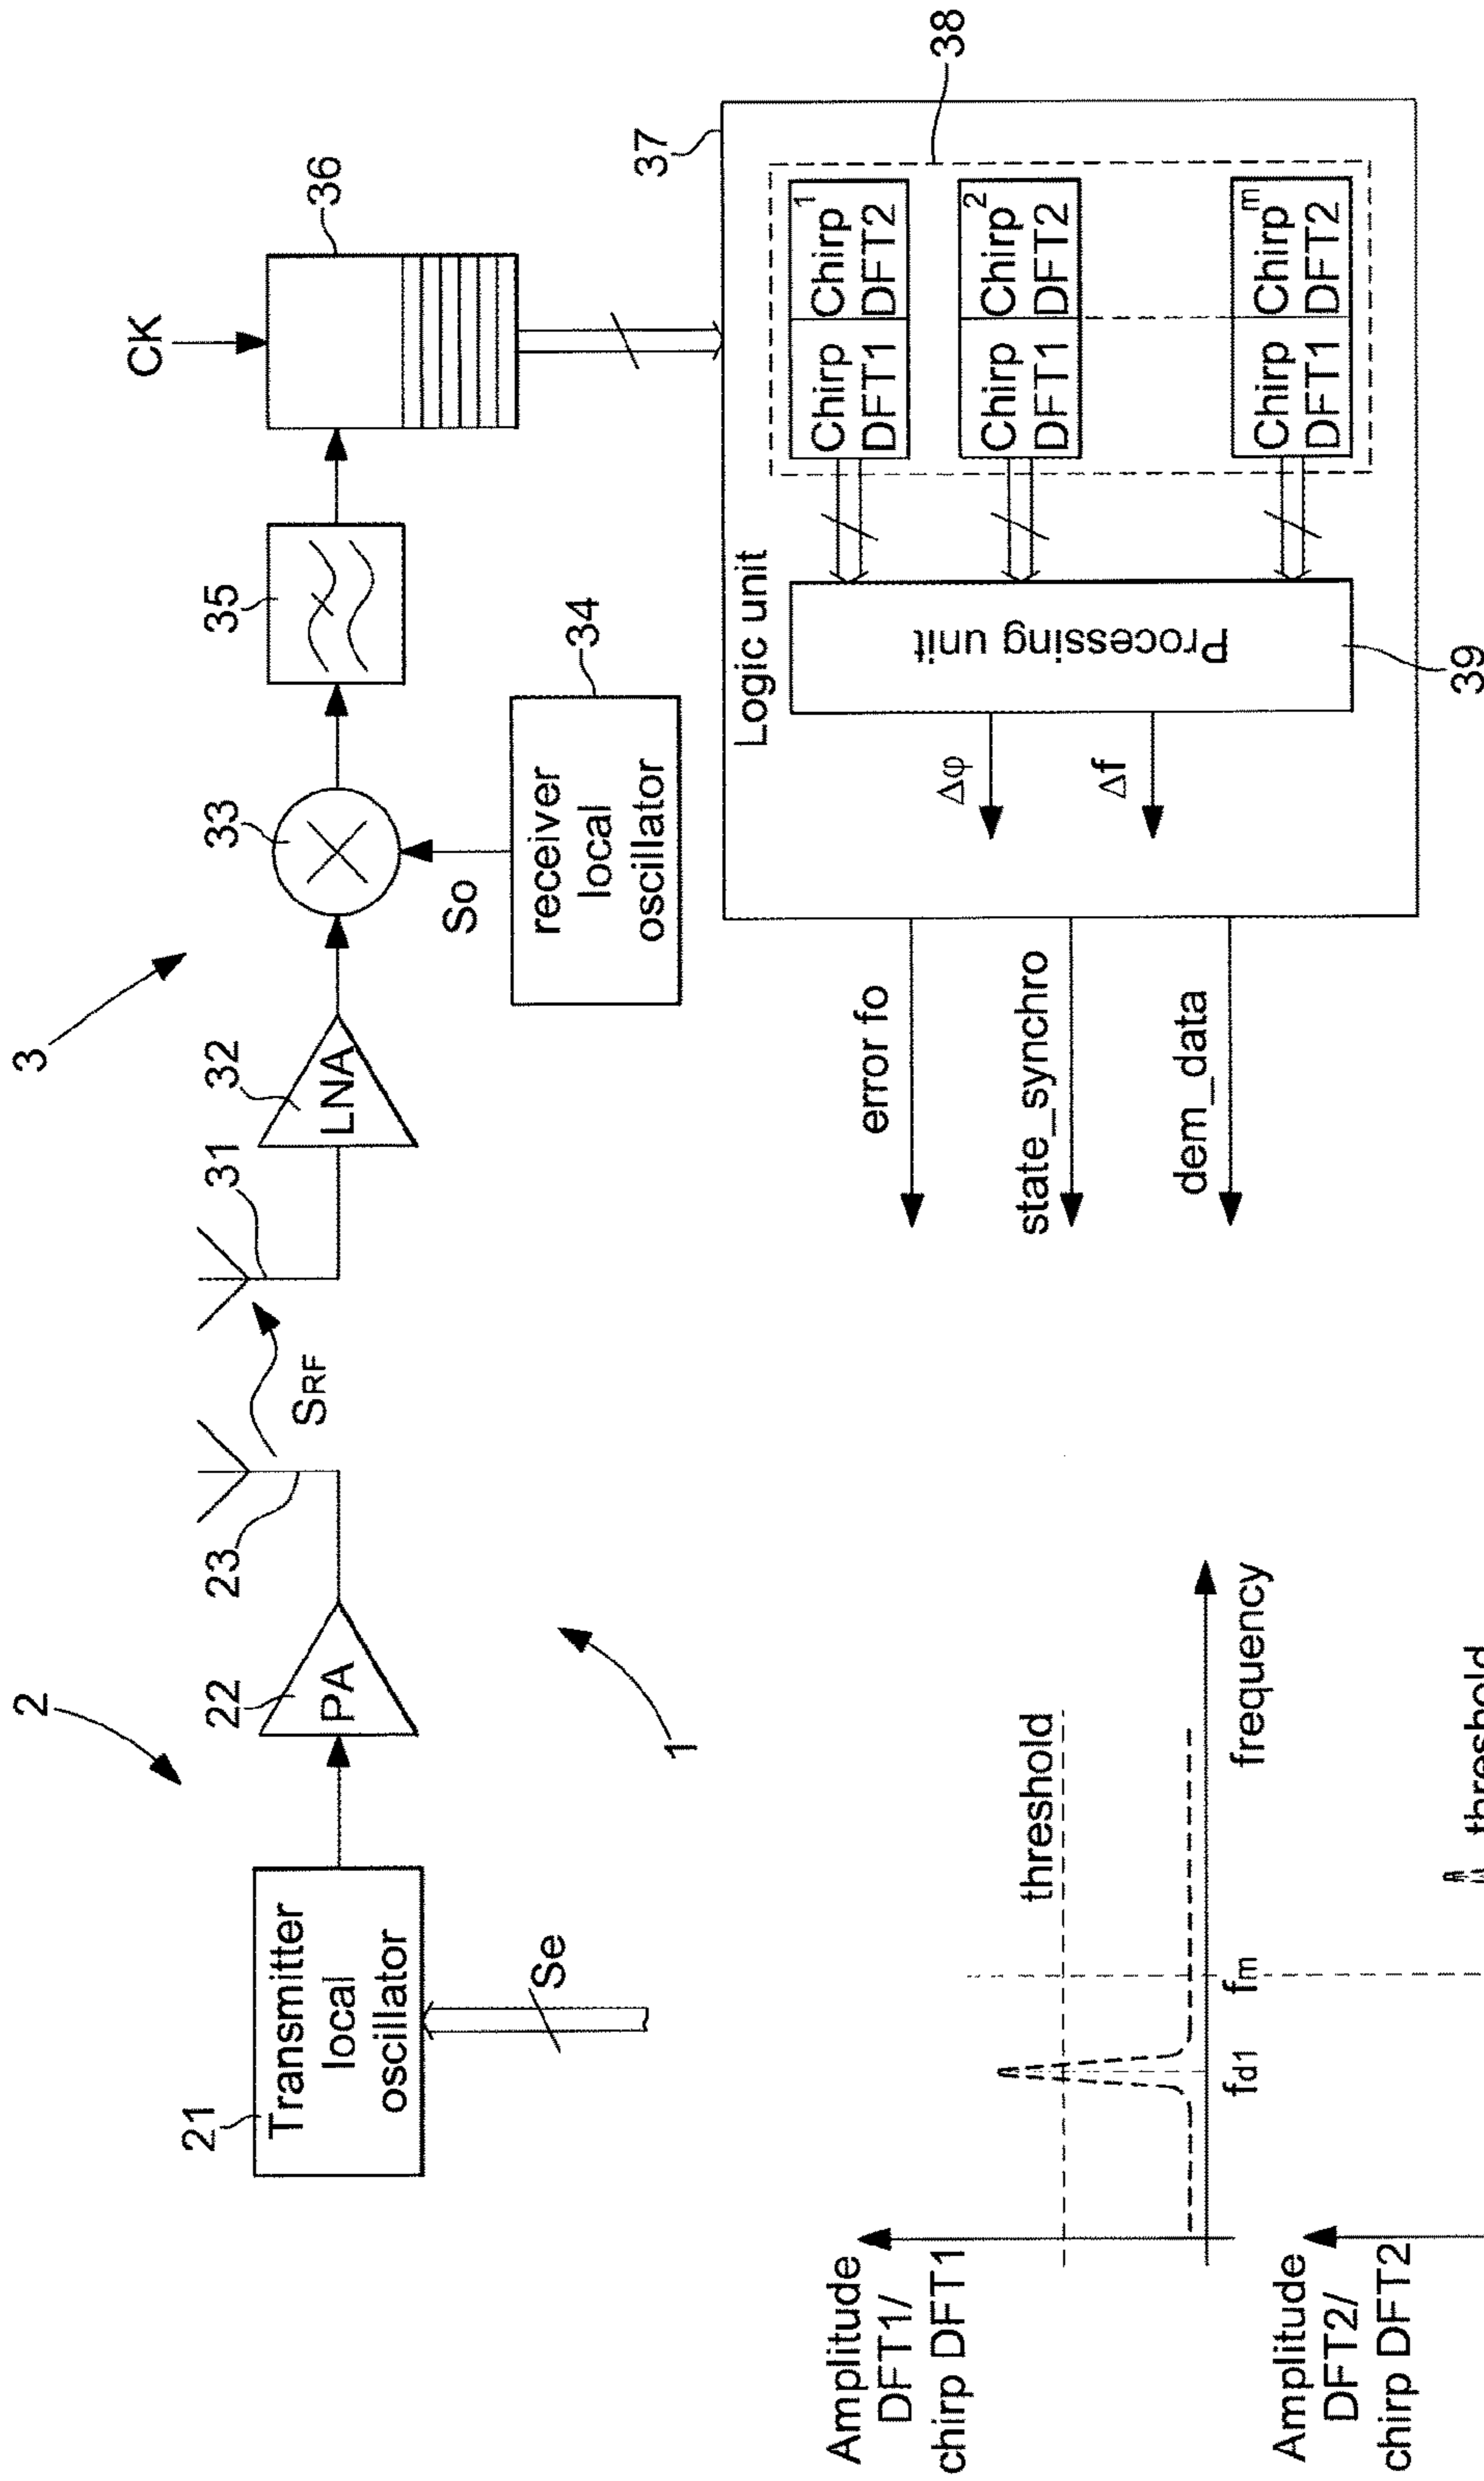 2
3
1
21
Transmitter
local
oscillator
Se
22
PA
23
SRF
31
32
LNA
33
So
34
receiver
local
oscillator
35
CK
36
37
Logic unit
38
Chirp
DFT1
Chirp 1
DFT2
Chirp
DFT1
Chirp 2
DFT2
Chirp
DFT1
Chirp m
DFT2
Processing unit
39
Δφ
Δf
error fo
state_synchro
dem_data
Amplitude
DFT1/
chirp DFT1
threshold
fd1
fm
frequency
Amplitude
DFT2/
chirp DFT2
threshold